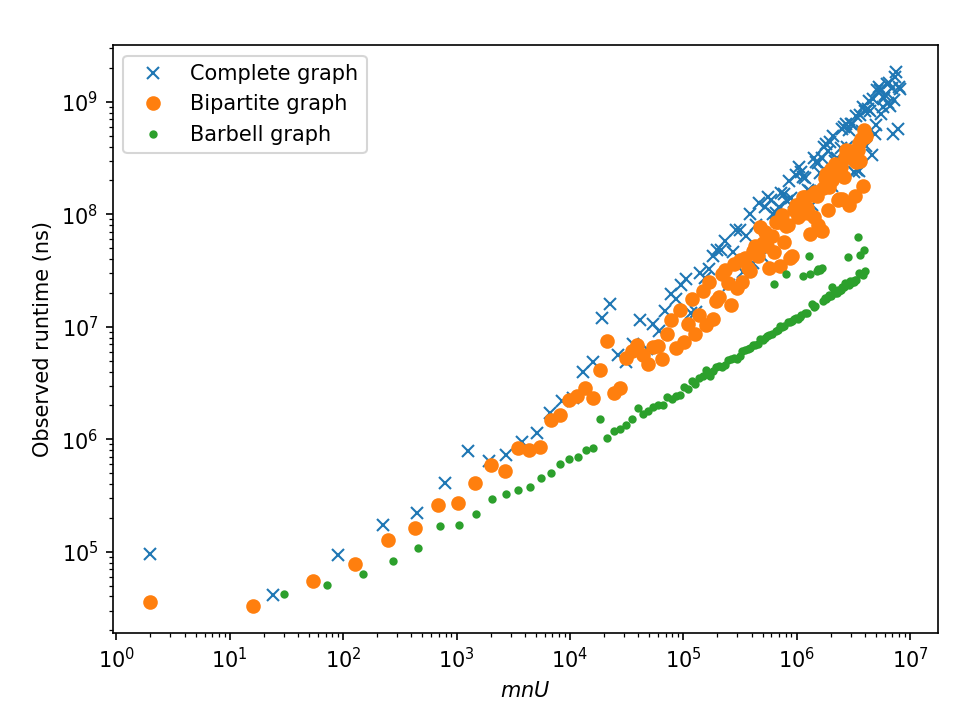 Complete graph
Bipartite graph
Barbell graph
Observed runtime (ns)
10⁹
10⁸
10⁷
10⁶
10⁵
10⁰ 10¹ 10² 10³ 10⁴ 10⁵ 10⁶ 10⁷
mnU